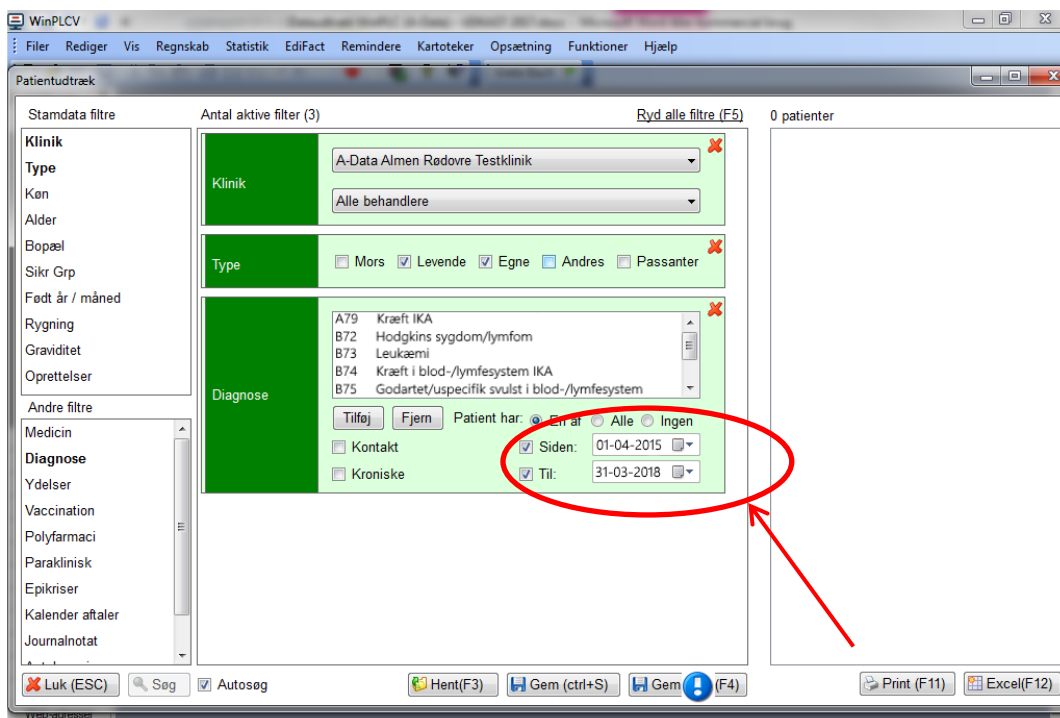 WinPLCV
Filer Rediger Vis Regnskab Statistik EdiFact Remindere Kartoteker Opsætning Funktioner Hjælp
Patientudtræk
Stamdata filtre
Klinik
Type
Køn
Alder
Bopæl
Sikr Grp
Født år / måned
Rygning
Graviditet
Oprettelser
Andre filtre
Medicin
Diagnose
Ydelser
Vaccination
Polyfarmaci
Paraklinisk
Epikriser
Kalender aftaler
Journalnotat
Antal aktive filter (3) Ryd alle filtre (F5)
Klinik
A-Data Almen Rødovre Testklinik
Alle behandlere
Type
Mors Levende Egne Andres Passanter
Diagnose
A79 Kræft IKA
B72 Hodgkins sygdom/lymfom
B73 Leukæmi
B74 Kræft i blod-/lymfesystem IKA
B75 Godartet/uspecifik svulst i blod-/lymfesystem
Tilføj Fjern Patient har: En af Alle Ingen
Kontakt Siden: 01-04-2015
Kroniske Til: 31-03-2018
0 patienter
Luk (ESC) Søg Autosøg Hent(F3) Gem (ctrl+S) Gem (F4) Print (F11) Excel(F12)